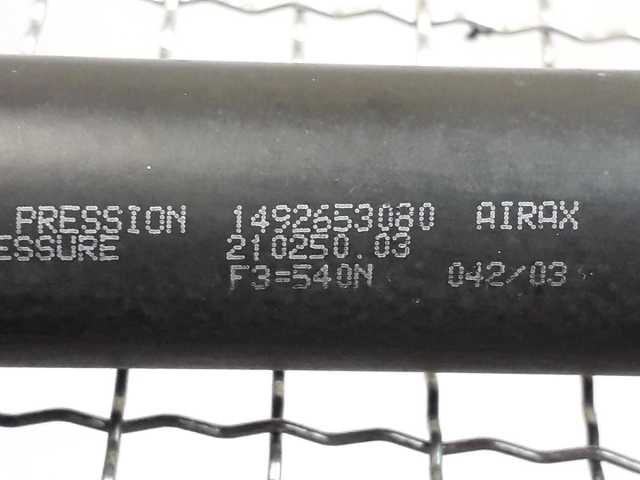 PRESSION 1492653080 AIRAX
ESSURE 210250.03
F3=540N 042/03